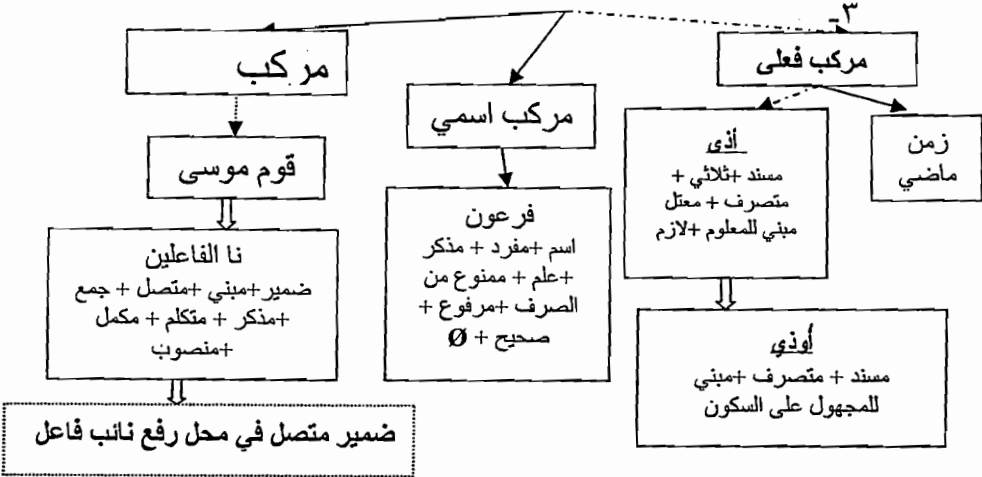 ٣-
مركب فعلى
زمن
ماضي
أذى
مسند +ثلاثي +
متصرف + معتل
مبني للمعلوم +لازم
أوذي
مسند + متصرف +مبني
للمجهول على السكون
مركب اسمي
فرعون
اسم +مفرد + مذكر
+علم + ممنوع من
الصرف +مرفوع +
صحيح + Ø
مركب
قوم موسى
نا الفاعلين
ضمير+مبني +متصل + جمع
+مذكر + متكلم + مكمل
+منصوب
ضمير متصل في محل رفع نائب فاعل